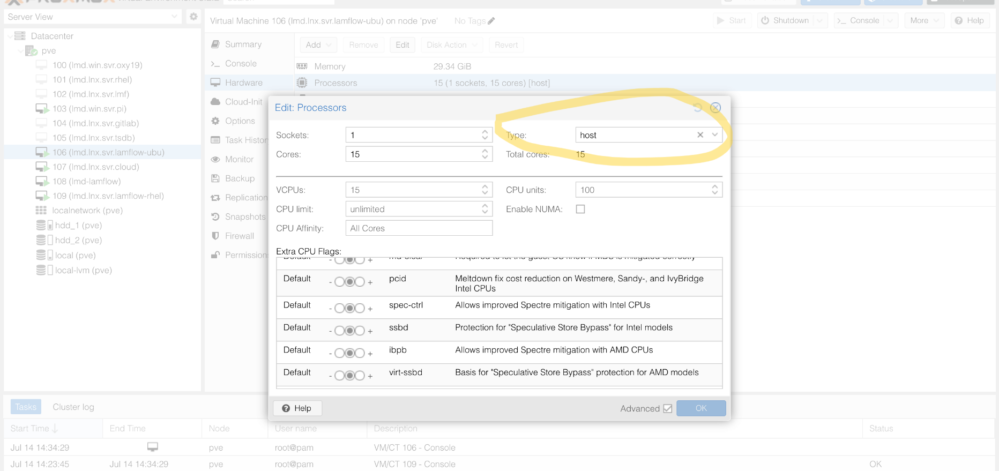 Server View
Virtual Machine 106 (lmd.lnx.svr.lamflow-ubu) on node 'pve'
No Tags
Start
Shutdown
Console
More
Help
Datacenter
pve
100 (lmd.win.svr.oxy19)
101 (lmd.lnx.svr.rhel)
102 (lmd.lnx.svr.lmf)
103 (lmd.win.svr.pi)
104 (lmd.lnx.svr.gitlab)
105 (lmd.lnx.svr.tsdb)
106 (lmd.lnx.svr.lamflow-ubu)
107 (lmd.lnx.svr.cloud)
108 (lmd-lamflow)
109 (lmd.lnx.svr.lamflow-rhel)
localnetwork (pve)
hdd_1 (pve)
hdd_2 (pve)
local (pve)
local-lvm (pve)
Summary
Console
Hardware
Cloud-Init
Options
Task Histor
Monitor
Backup
Replication
Snapshots
Firewall
Permission
Add
Remove
Edit
Disk Action
Revert
Memory 29.34 GiB
Processors 15 (1 sockets, 15 cores) [host]
Edit: Processors
Sockets: 1 Type: host
Cores: 15 Total cores: 15
VCPUs: 15 CPU units: 100
CPU limit: unlimited Enable NUMA:
CPU Affinity: All Cores
Extra CPU Flags:
Default - + pcid Meltdown fix cost reduction on Westmere, Sandy-, and IvyBridge
Intel CPUs
Default - + spec-ctrl Allows improved Spectre mitigation with Intel CPUs
Default - + ssbd Protection for "Speculative Store Bypass" for Intel models
Default - + ibpb Allows improved Spectre mitigation with AMD CPUs
Default - + virt-ssbd Basis for "Speculative Store Bypass" protection for AMD models
Help
Advanced
OK
Tasks
Cluster log
Start Time End Time Node User name Description Status
Jul 14 14:34:29 pve root@pam VM/CT 106 - Console
Jul 14 14:23:45 Jul 14 14:34:29 pve root@pam VM/CT 109 - Console OK